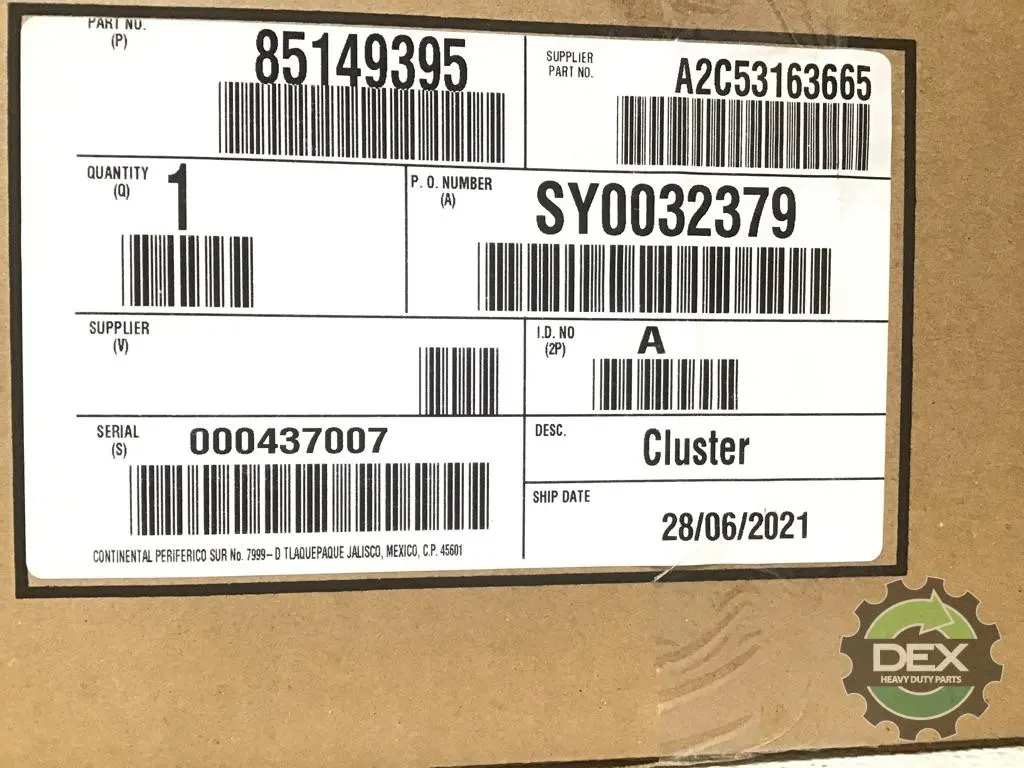 PART NO.
(P)
85149395
SUPPLIER
PART NO.
A2C53163665
QUANTITY
(Q)
1
P. O. NUMBER
(A)
SY0032379
SUPPLIER
(V)
I.D. NO
(2P)
A
SERIAL
(S)
000437007
DESC.
Cluster
SHIP DATE
28/06/2021
CONTINENTAL PERIFERICO SUR No. 7999- D TLAQUEPAQUE JALISCO, MEXICO, C.P. 45601
DEX
HEAVY DUTY PARTS